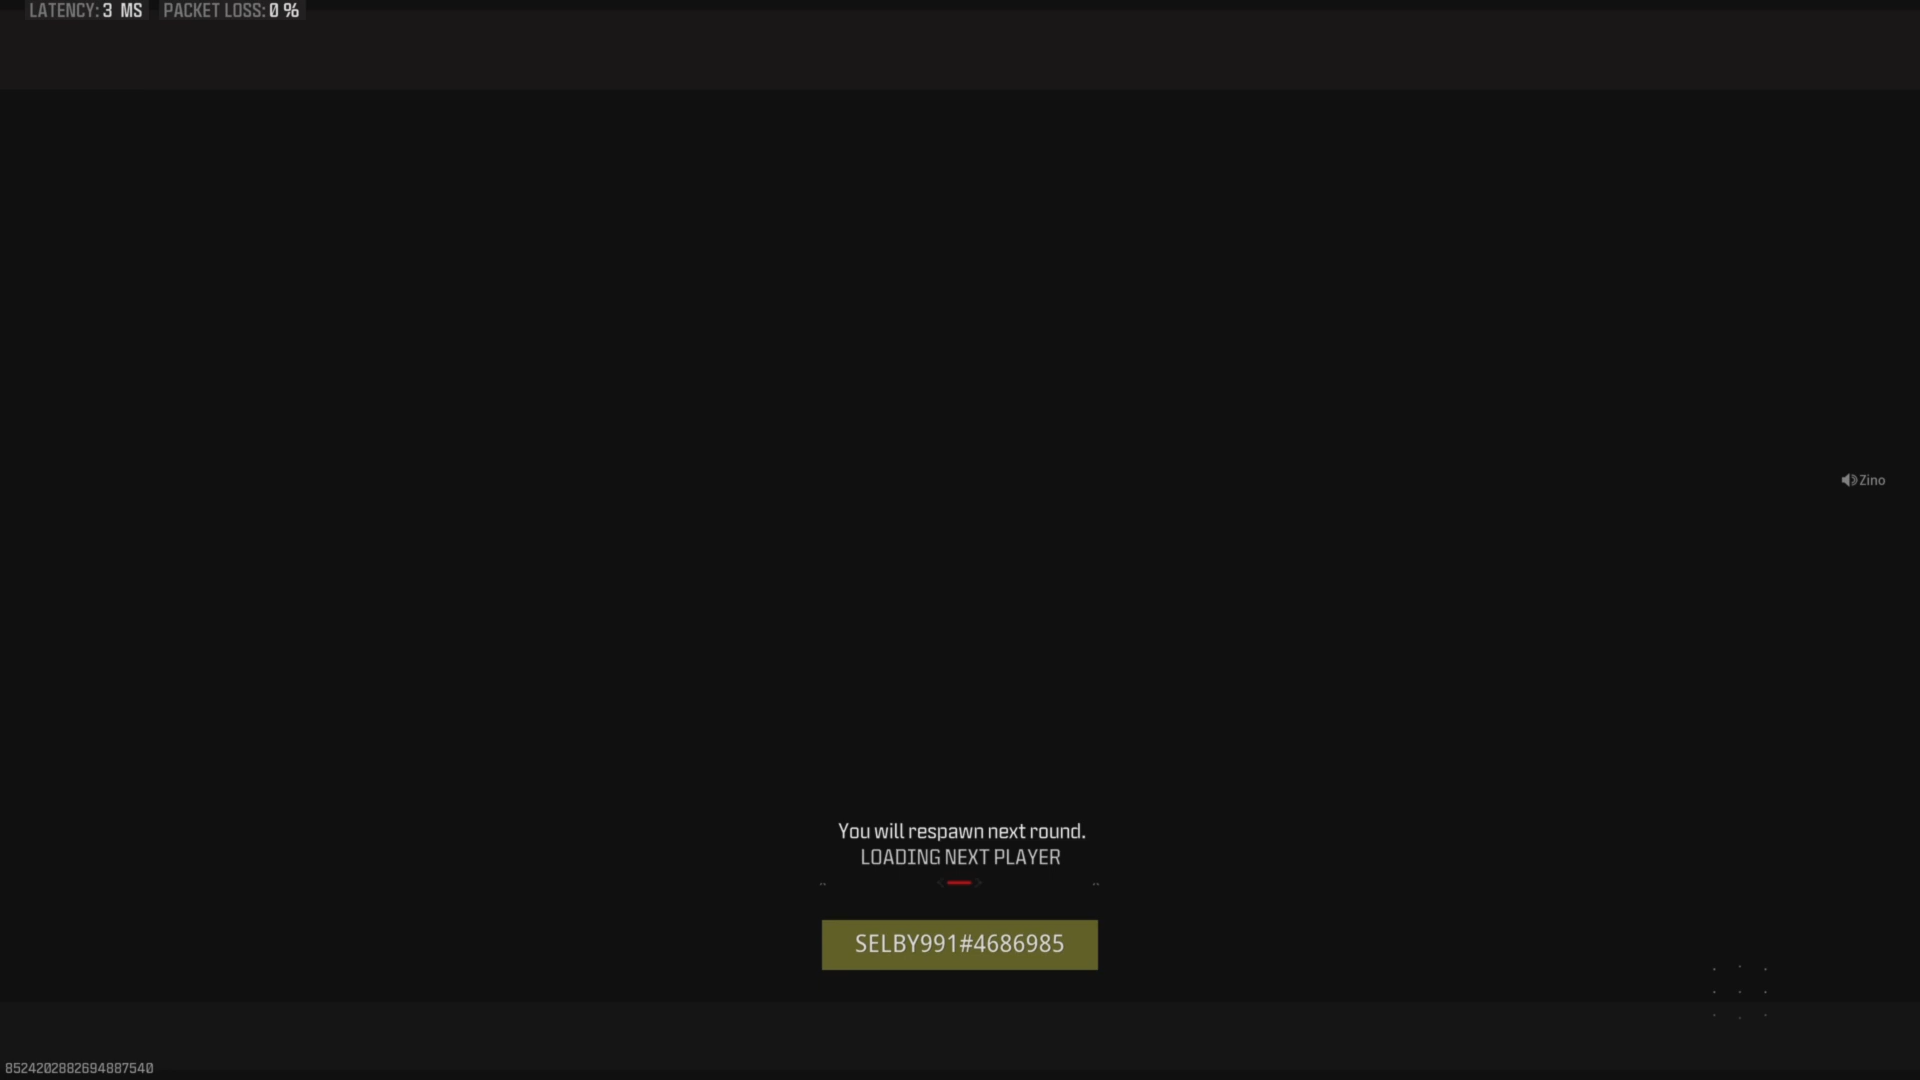 LATENCY: 3 MS PACKET LOSS: 0 %
Zino
You will respawn next round.
LOADING NEXT PLAYER
SELBY991#4686985
8524202882694887540